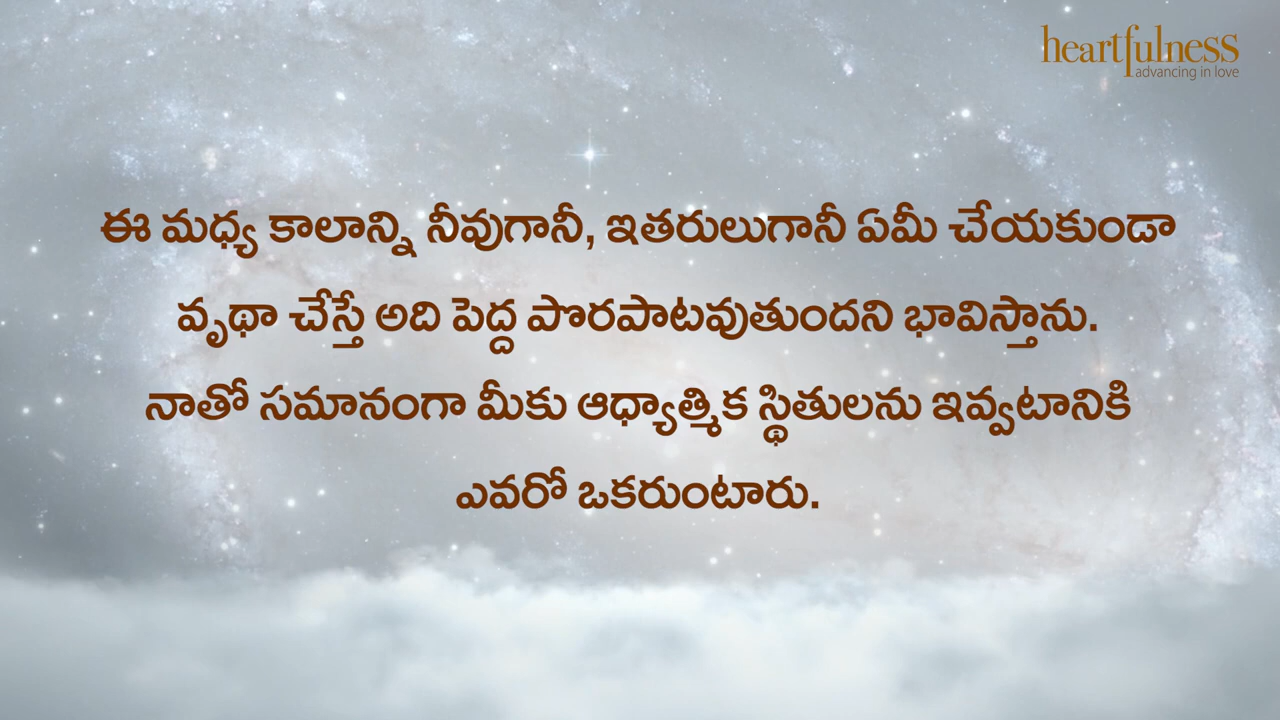 heartfulness
advancing in love
ఈ మధ్య కాలాన్ని నీవుగానీ, ఇతరులుగానీ ఏమీ చేయకుండా
వృథా చేస్తే అది పెద్ద పొరపాటవుతుందని భావిస్తాను.
నాతో సమానంగా మీకు ఆధ్యాత్మిక స్థితులను ఇవ్వటానికి
ఎవరో ఒకరుంటారు.